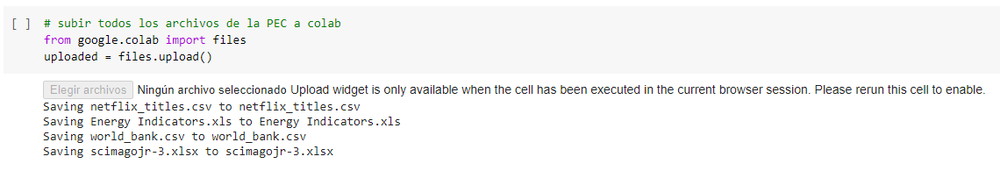 [ ] # subir todos los archivos de la PEC a colab
from google.colab import files
uploaded = files.upload()
Elegir archivos Ningún archivo seleccionado Upload widget is only available when the cell has been executed in the current browser session. Please rerun this cell to enable.
Saving netflix_titles.csv to netflix_titles.csv
Saving Energy Indicators.xls to Energy Indicators.xls
Saving world_bank.csv to world_bank.csv
Saving scimagojr-3.xlsx to scimagojr-3.xlsx